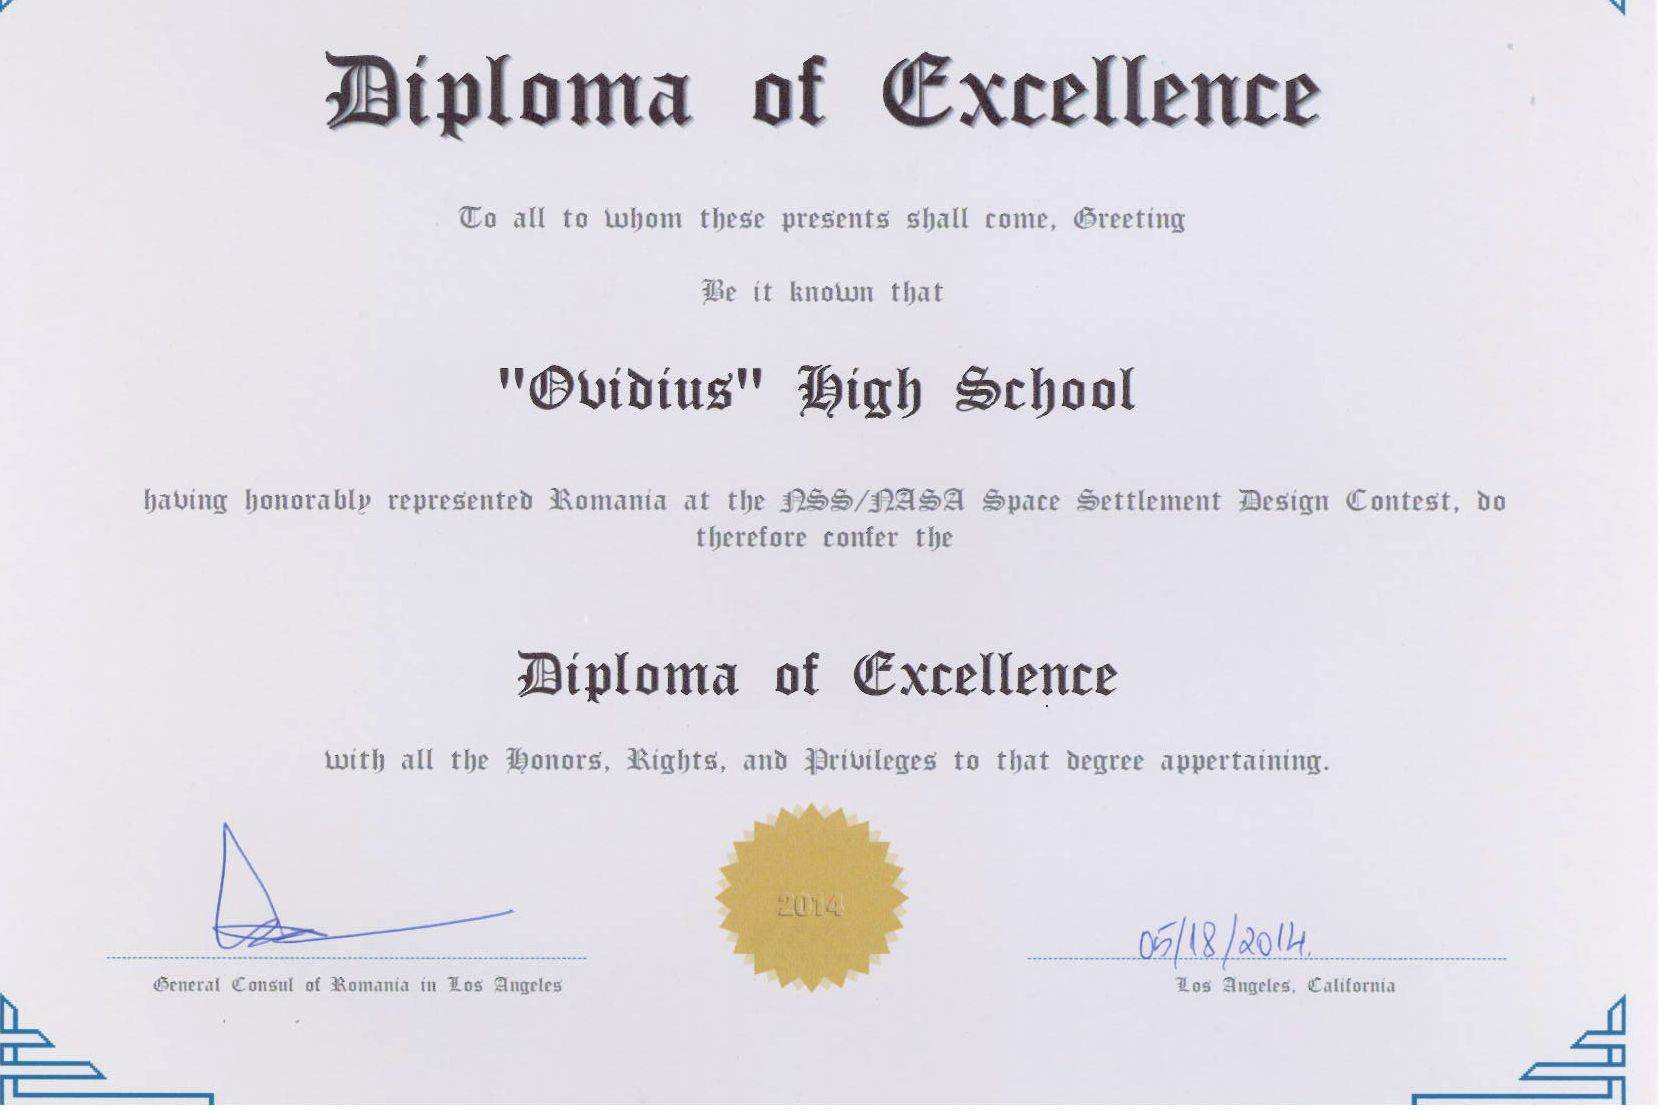 Diploma of Excellence
To all to whom these presents shall come, Greeting
Be it known that
"Ovidius" High School
having honorably represented Romania at the NSS/NASA Space Settlement Design Contest, do
therefore confer the
Diploma of Excellence
with all the Honors, Rights, and Privileges to that degree appertaining.
2014
05/18/2014.
General Consul of Romania in Los Angeles
Los Angeles, California